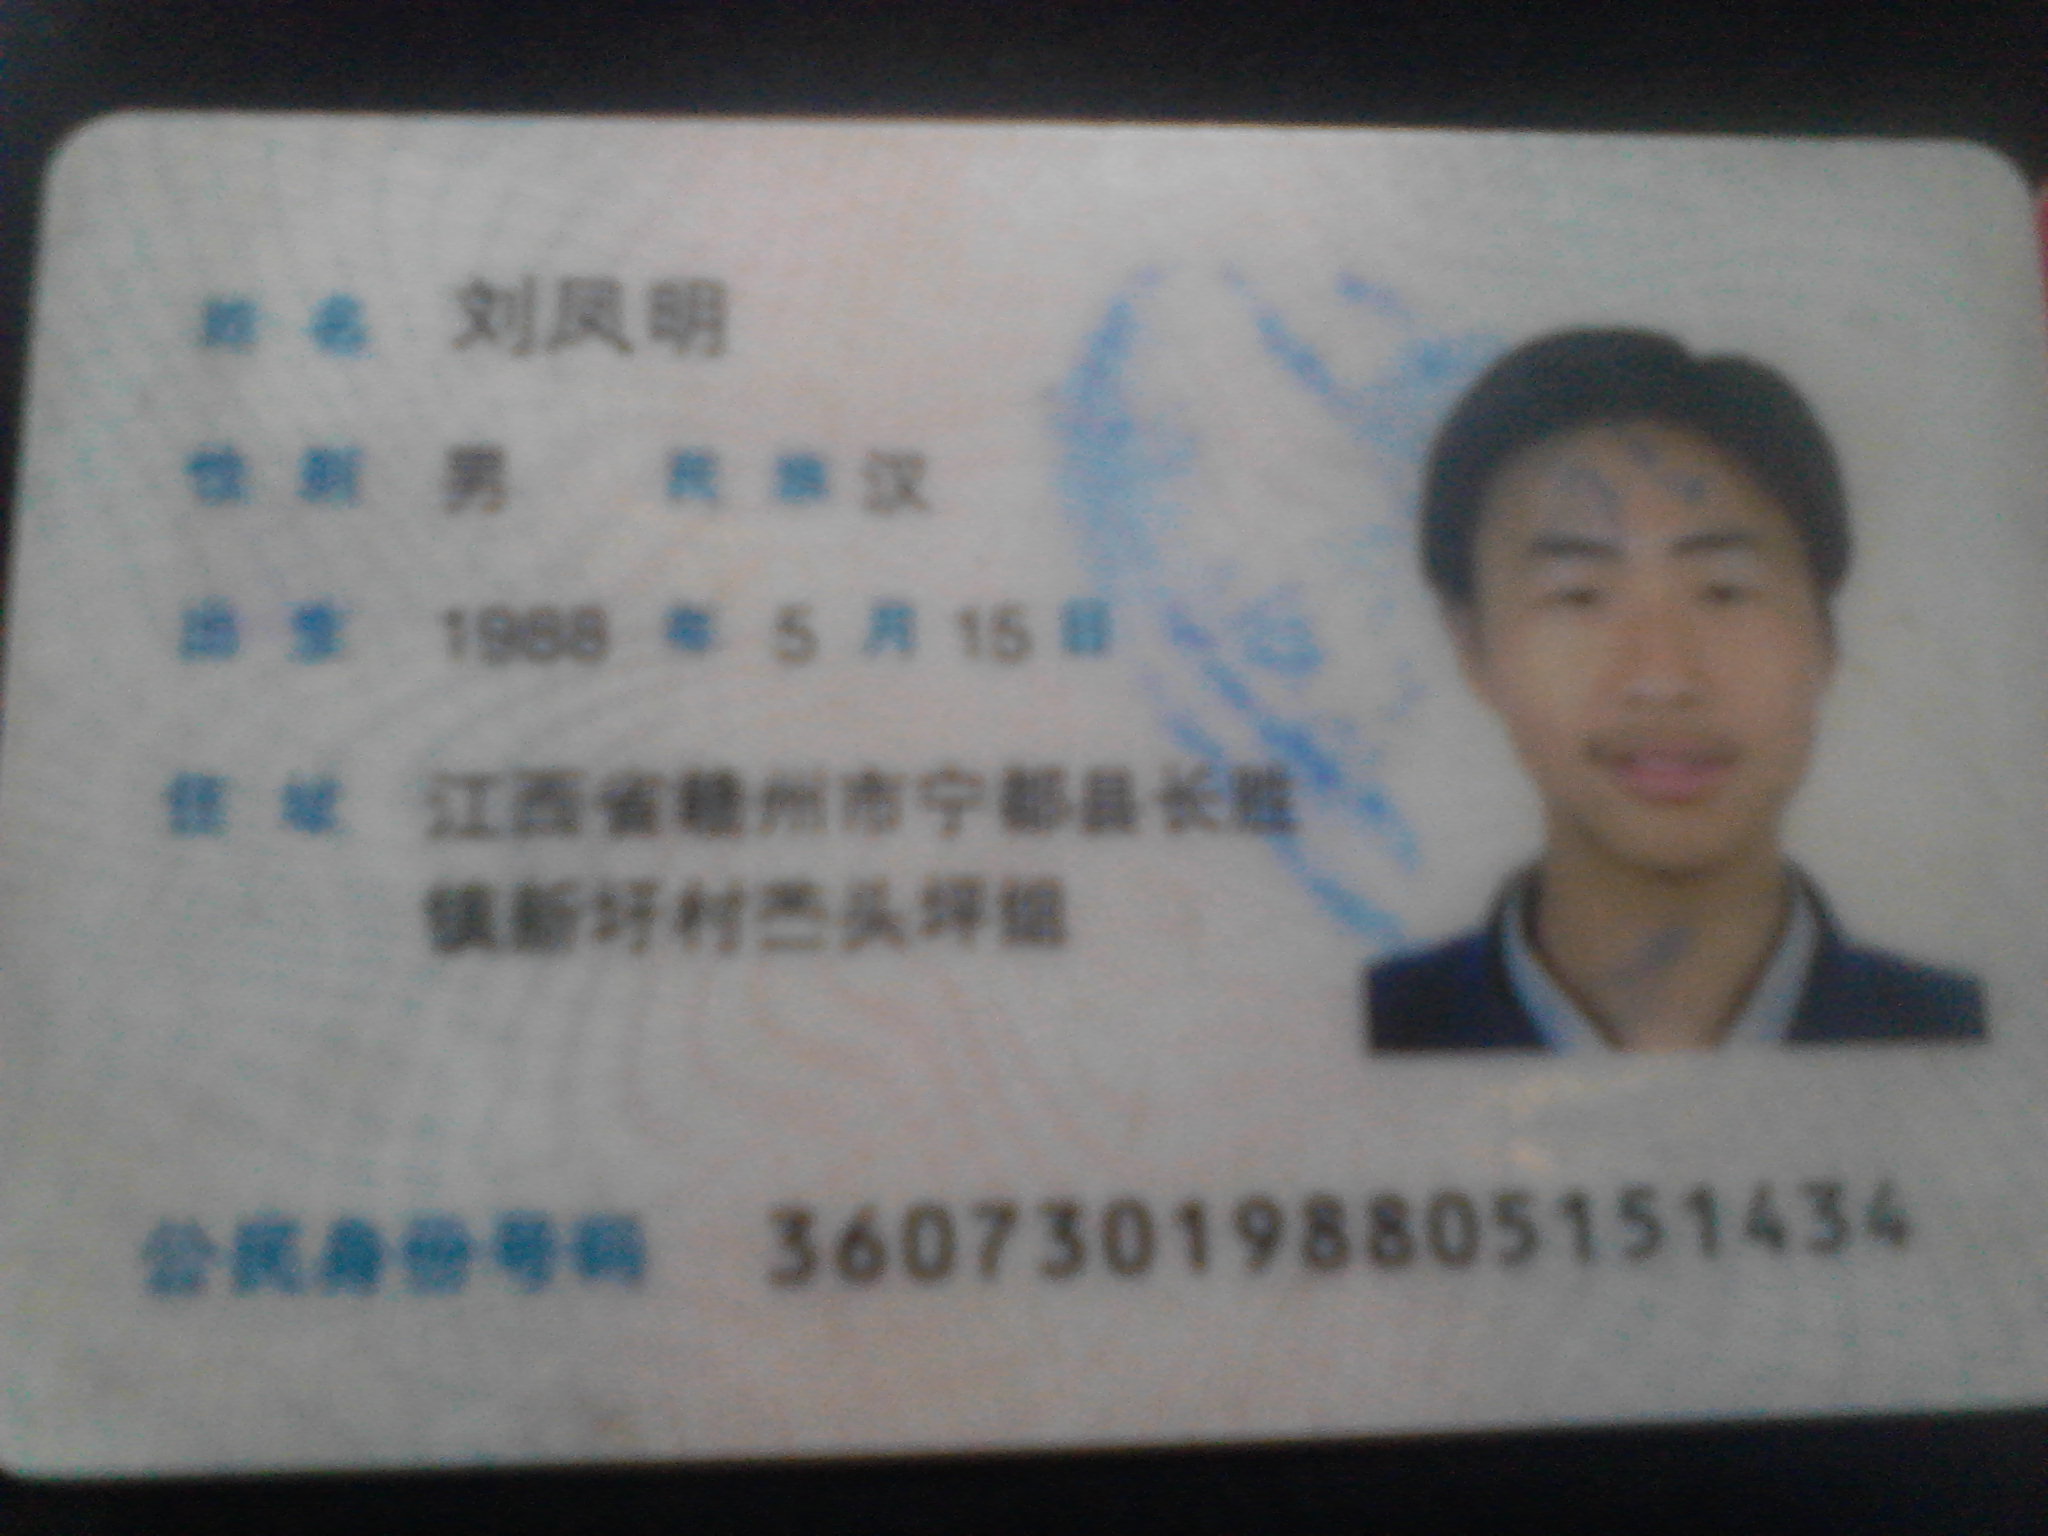 姓名 刘凤明
性别 男 民族 汉
出生 1988 年 5 月 15 日
住址 江西省赣州市宁都县长胜
镇新圩村竺头坪组
公民身份号码 360730198805151434